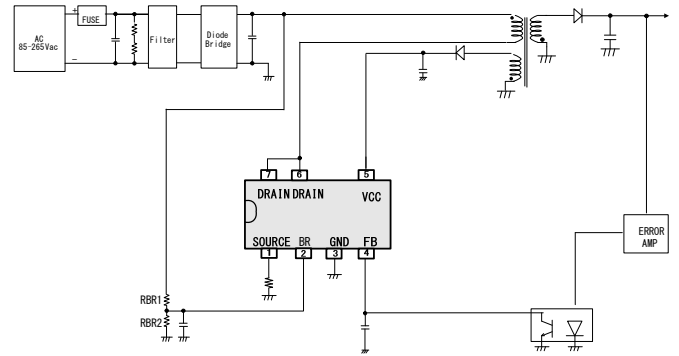 AC
85-265Vac
+
-
FUSE
Filter
Diode
Bridge
7
6
5
DRAIN DRAIN
VCC
SOURCE BR GND FB
1
2
3
4
RBR1
RBR2
ERROR
AMP